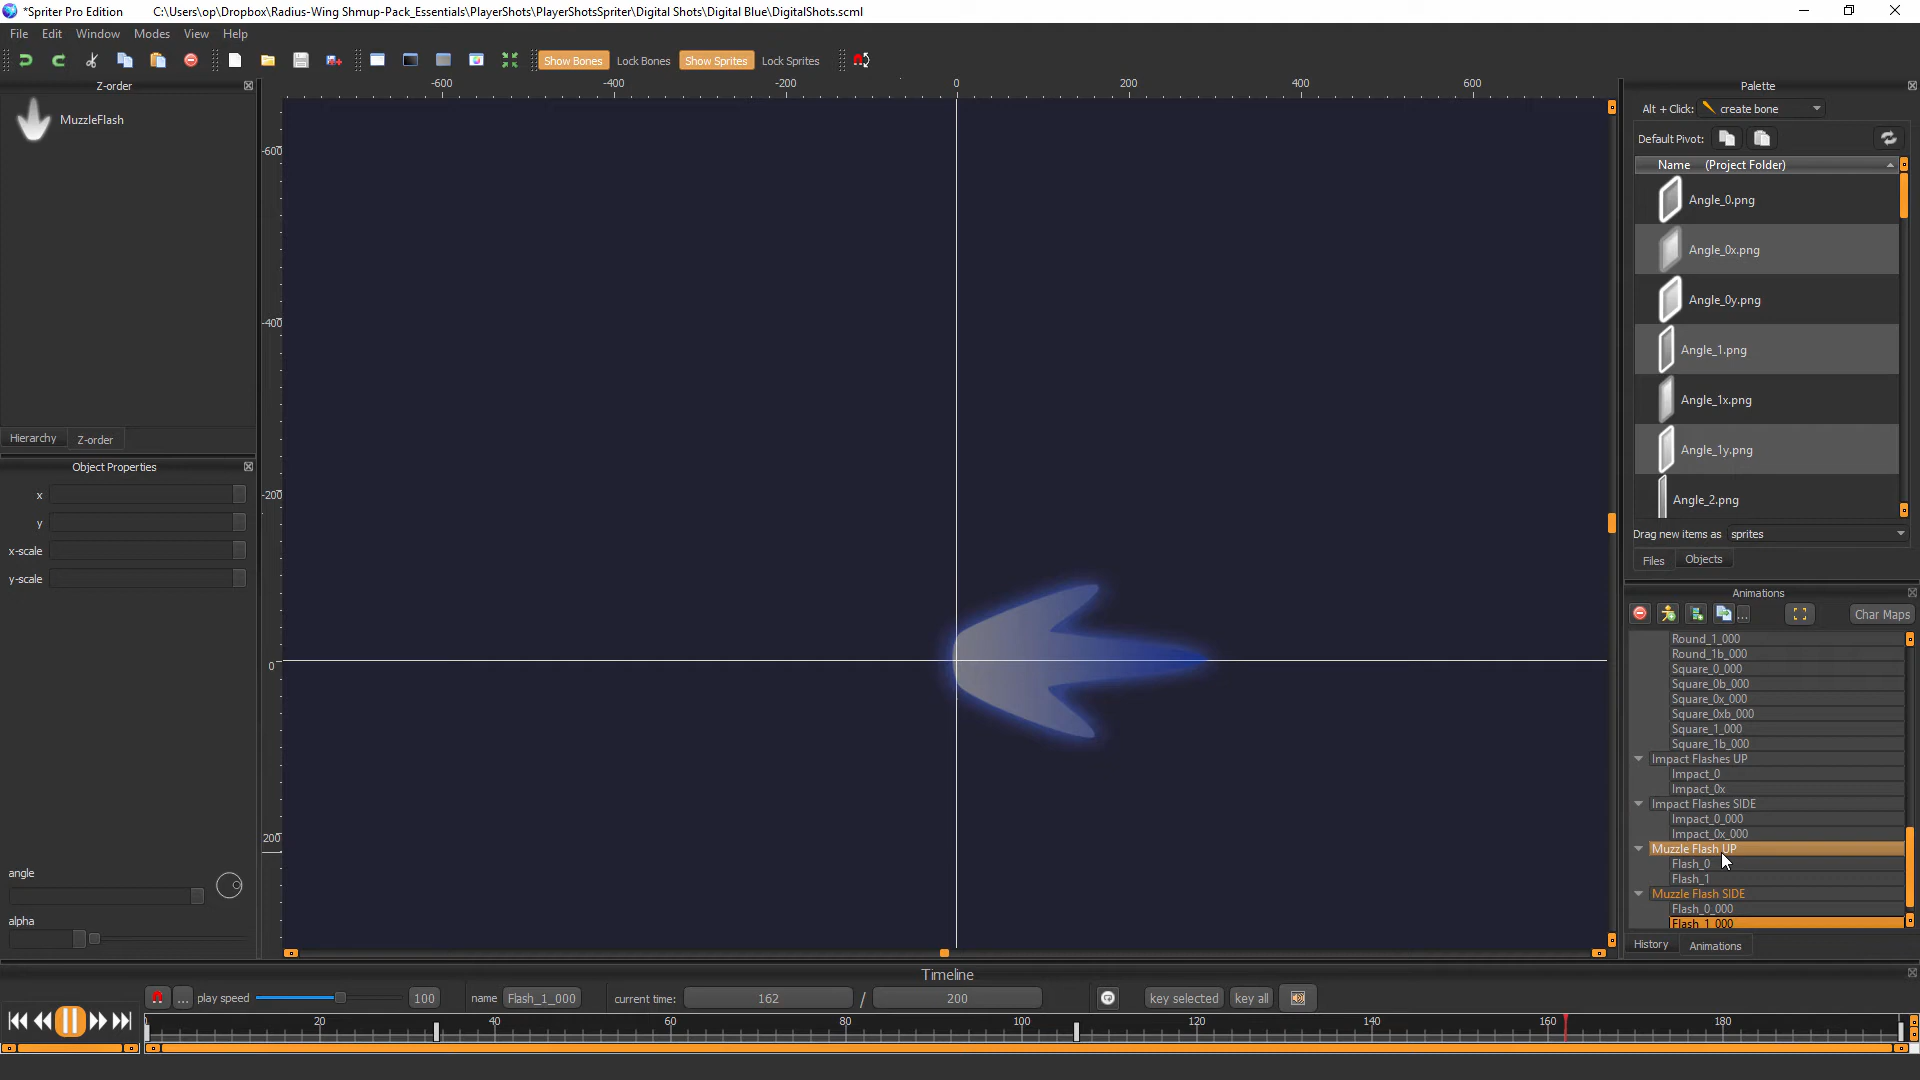 *Spriter Pro Edition C:\Users\op\Dropbox\Radius-Wing Shmup-Pack_Essentials\PlayerShots\PlayerShotsSpriter\Digital Shots\Digital Blue\DigitalShots.scml
File Edit Window Modes View Help
Show Bones Lock Bones Show Sprites Lock Sprites
Z-order
MuzzleFlash
Hierarchy Z-order
Object Properties
x
y
x-scale
y-scale
angle
alpha
-600 -400 -200 0 200 400 600
-600
-400
-200
0
200
Palette
Alt + Click: create bone
Default Pivot:
Name (Project Folder)
Angle_0.png
Angle_0x.png
Angle_0y.png
Angle_1.png
Angle_1x.png
Angle_1y.png
Angle_2.png
Drag new items as sprites
Files Objects
Animations
... Char Maps
Round_1_000
Round_1b_000
Square_0_000
Square_0b_000
Square_0x_000
Square_0xb_000
Square_1_000
Square_1b_000
Impact Flashes UP
Impact_0
Impact_0x
Impact Flashes SIDE
Impact_0_000
Impact_0x_000
Muzzle Flash UP
Flash_0
Flash_1
Muzzle Flash SIDE
Flash_0_000
Flash_1_000
History Animations
Timeline
... play speed 100 name Flash_1_000 current time: 162 / 200 key selected key all
20 40 60 80 100 120 140 160 180